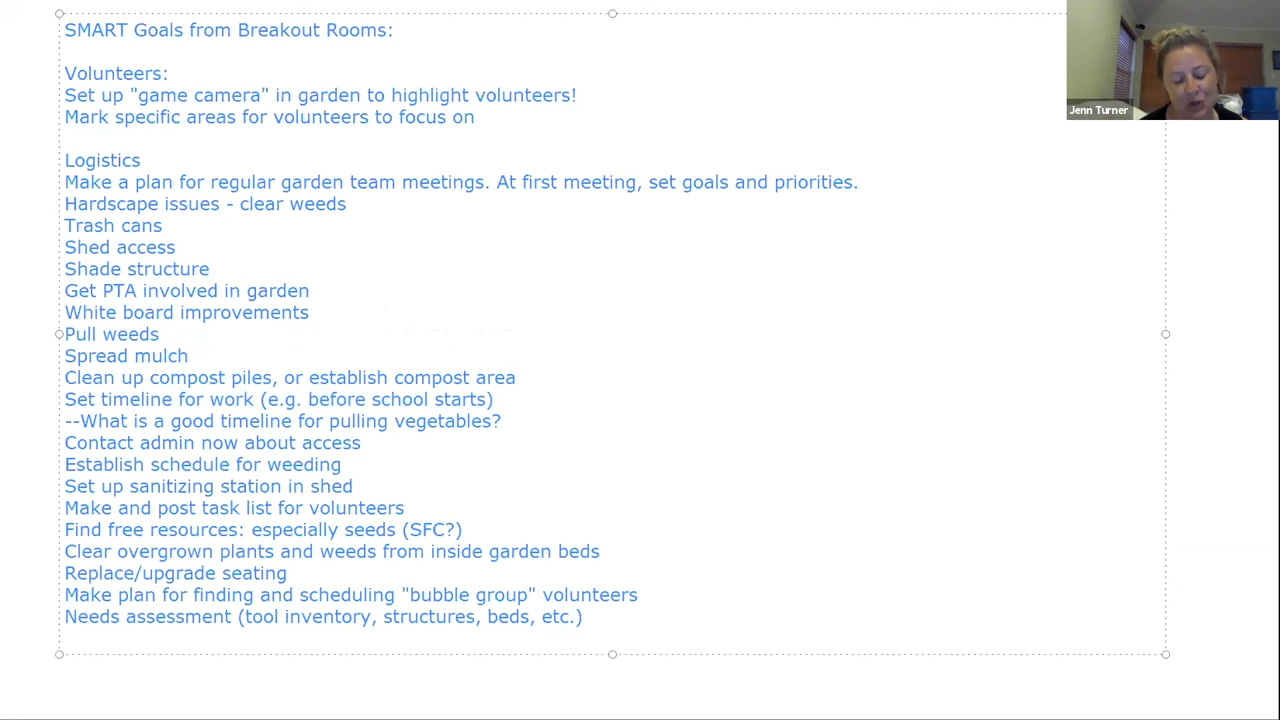 SMART Goals from Breakout Rooms:
Volunteers:
Set up "game camera" in garden to highlight volunteers!
Mark specific areas for volunteers to focus on
Logistics
Make a plan for regular garden team meetings. At first meeting, set goals and priorities.
Hardscape issues - clear weeds
Trash cans
Shed access
Shade structure
Get PTA involved in garden
White board improvements
Pull weeds
Spread mulch
Clean up compost piles, or establish compost area
Set timeline for work (e.g. before school starts)
--What is a good timeline for pulling vegetables?
Contact admin now about access
Establish schedule for weeding
Set up sanitizing station in shed
Make and post task list for volunteers
Find free resources: especially seeds (SFC?)
Clear overgrown plants and weeds from inside garden beds
Replace/upgrade seating
Make plan for finding and scheduling "bubble group" volunteers
Needs assessment (tool inventory, structures, beds, etc.)
Jenn Turner